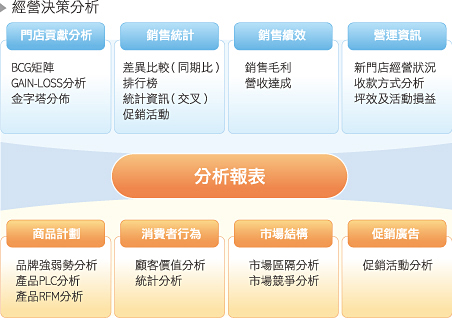 經營決策分析
門店貢獻分析
BCG矩陣
GAIN-LOSS分析
金字塔分佈
銷售統計
差異比較(同期比)
排行榜
統計資訊(交叉)
促銷活動
銷售績效
銷售毛利
營收達成
營運資訊
新門店經營狀況
收款方式分析
坪效及活動損益
分析報表
商品計劃
品牌強弱勢分析
產品PLC分析
產品RFM分析
消費者行為
顧客價值分析
統計分析
市場結構
市場區隔分析
市場競爭分析
促銷廣告
促銷活動分析